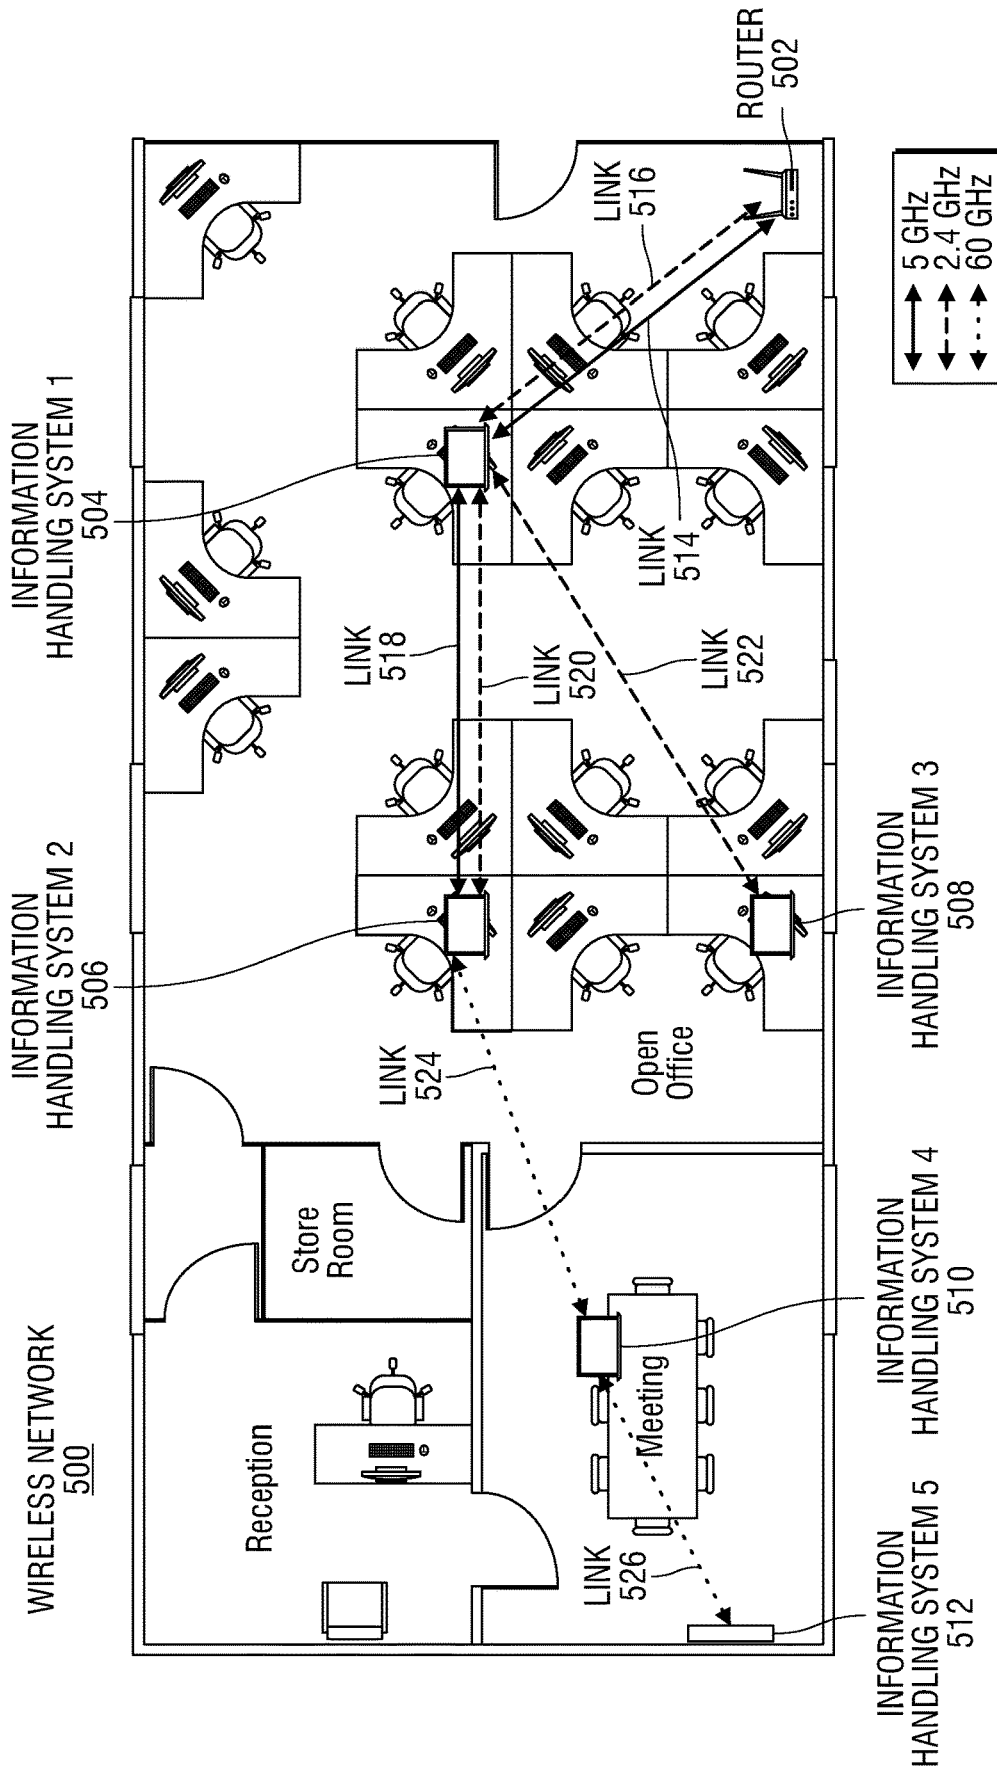 WIRELESS NETWORK
500
INFORMATION
HANDLING SYSTEM 2
506
INFORMATION
HANDLING SYSTEM 1
504
Reception
Store
Room
LINK
524
LINK
518
LINK
520
LINK
516
LINK
514
LINK
522
LINK
526
Meeting
Open
Office
ROUTER
502
INFORMATION
HANDLING SYSTEM 5
512
INFORMATION
HANDLING SYSTEM 4
510
INFORMATION
HANDLING SYSTEM 3
508
5 GHz
2.4 GHz
60 GHz